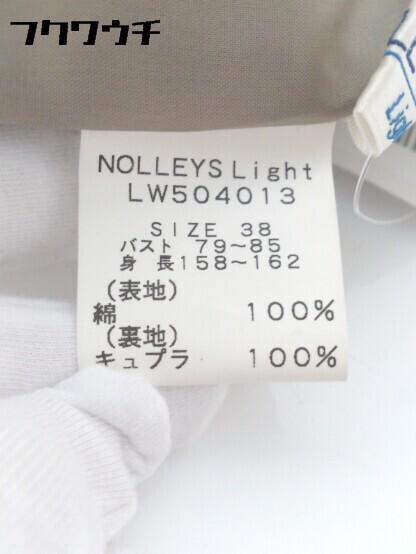 フクワウチ
NOLLEYS Light
LW504013
SIZE 38
バスト 79~85
身 長158~162
(表地)
綿 100%
(裏地)
キュプラ 100%